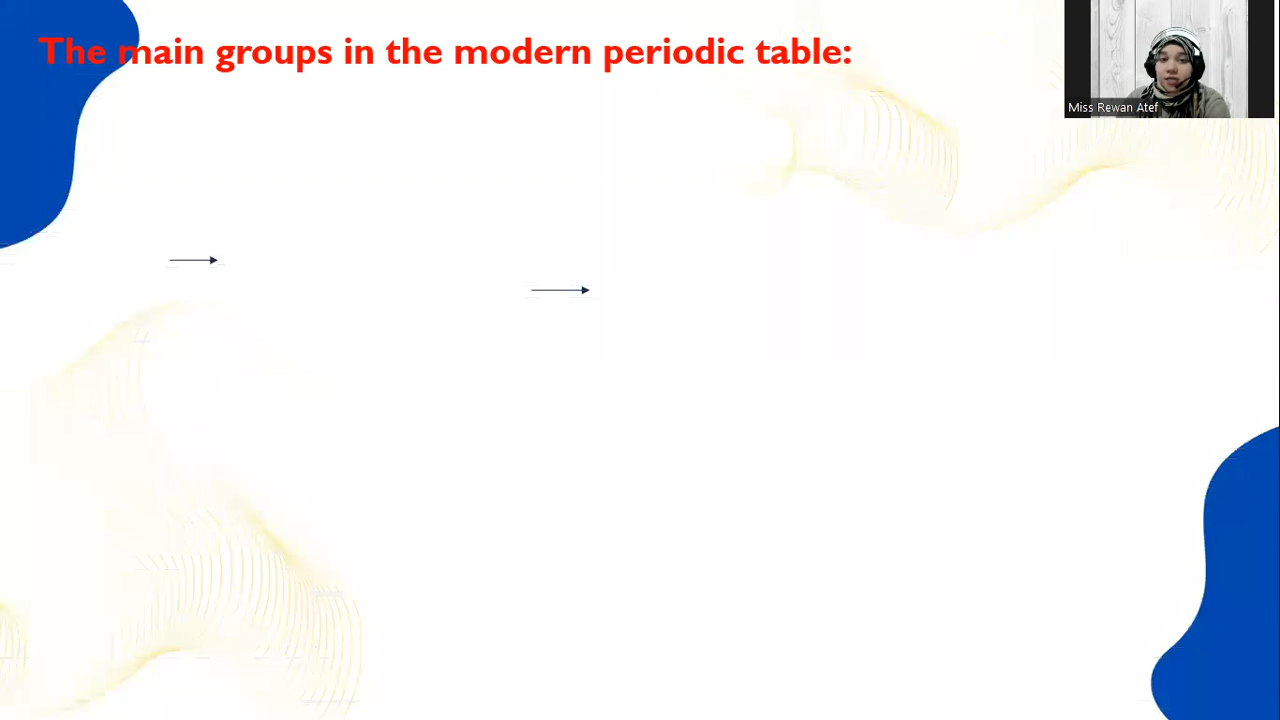 The main groups in the modern periodic table:
Miss Rewan Atef